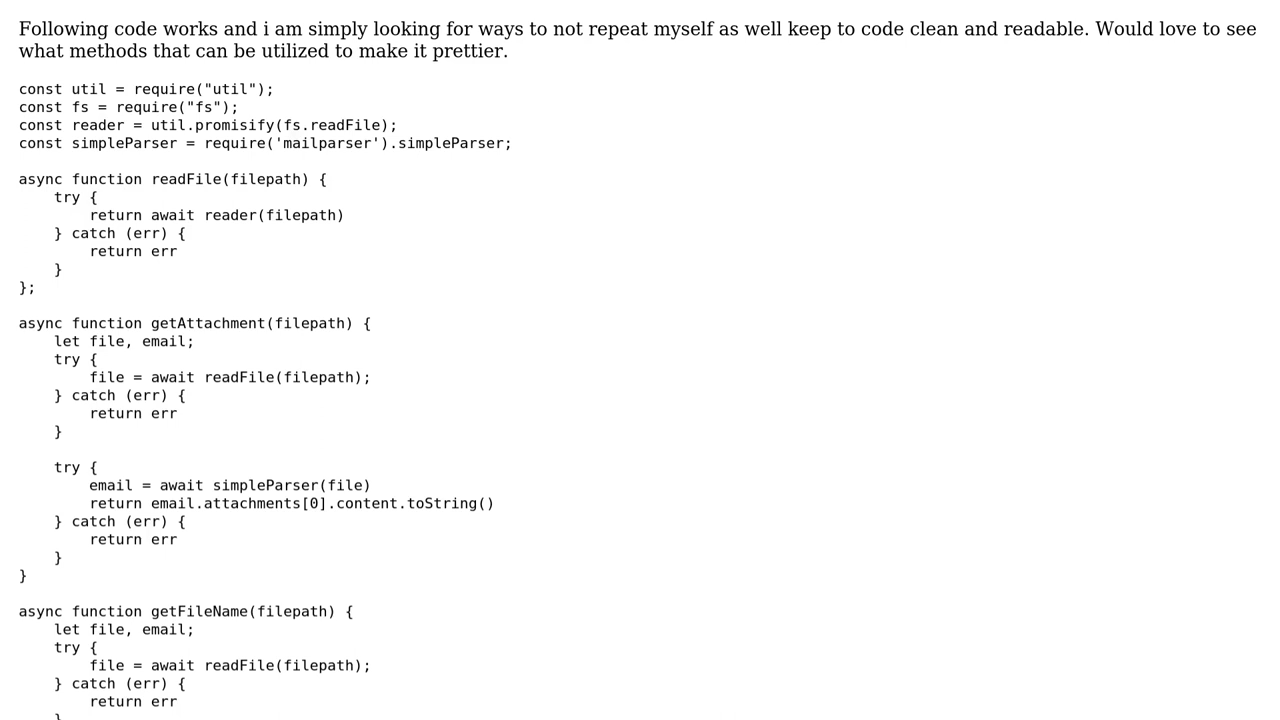 Following code works and i am simply looking for ways to not repeat myself as well keep to code clean and readable. Would love to see
what methods that can be utilized to make it prettier.
const util = require("util");
const fs = require("fs");
const reader = util.promisify(fs.readFile);
const simpleParser = require('mailparser').simpleParser;
async function readFile(filepath) {
    try {
        return await reader(filepath)
    } catch (err) {
        return err
    }
};
async function getAttachment(filepath) {
    let file, email;
    try {
        file = await readFile(filepath);
    } catch (err) {
        return err
    }
    try {
        email = await simpleParser(file)
        return email.attachments[0].content.toString()
    } catch (err) {
        return err
    }
}
async function getFileName(filepath) {
    let file, email;
    try {
        file = await readFile(filepath);
    } catch (err) {
        return err
    }